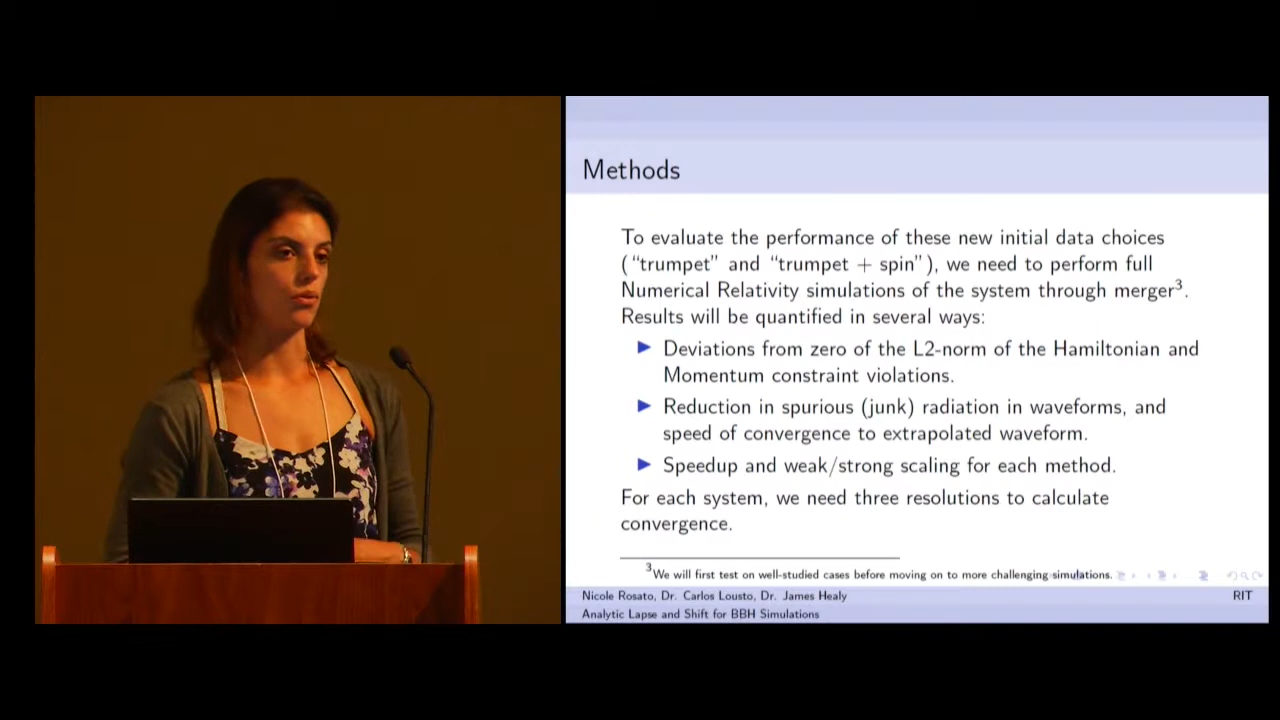 Methods
To evaluate the performance of these new initial data choices
(“trumpet” and “trumpet + spin”), we need to perform full
Numerical Relativity simulations of the system through merger³.
Results will be quantified in several ways:
Deviations from zero of the L2-norm of the Hamiltonian and
Momentum constraint violations.
Reduction in spurious (junk) radiation in waveforms, and
speed of convergence to extrapolated waveform.
Speedup and weak/strong scaling for each method.
For each system, we need three resolutions to calculate
convergence.
³We will first test on well-studied cases before moving on to more challenging simulations.
Nicole Rosato, Dr. Carlos Lousto, Dr. James Healy
RIT
Analytic Lapse and Shift for BBH Simulations